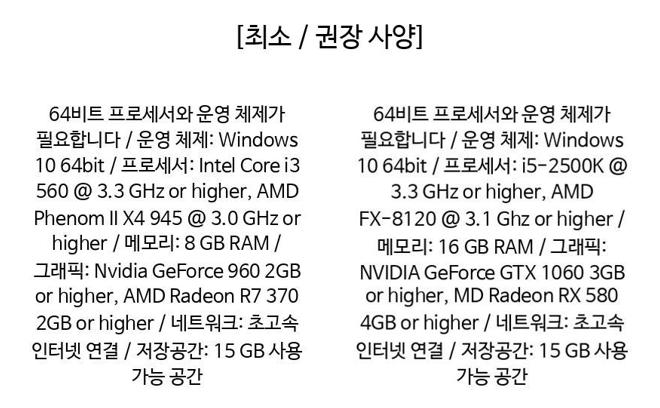 [최소 / 권장 사양]
64비트 프로세서와 운영 체제가
필요합니다 / 운영 체제: Windows
10 64bit / 프로세서: Intel Core i3
560 @ 3.3 GHz or higher, AMD
Phenom II X4 945 @ 3.0 GHz or
higher / 메모리: 8 GB RAM /
그래픽: Nvidia GeForce 960 2GB
or higher, AMD Radeon R7 370
2GB or higher / 네트워크: 초고속
인터넷 연결 / 저장공간: 15 GB 사용
가능 공간
64비트 프로세서와 운영 체제가
필요합니다 / 운영 체제: Windows
10 64bit / 프로세서: i5-2500K @
3.3 GHz or higher, AMD
FX-8120 @ 3.1 Ghz or higher /
메모리: 16 GB RAM / 그래픽:
NVIDIA GeForce GTX 1060 3GB
or higher, MD Radeon RX 580
4GB or higher / 네트워크: 초고속
인터넷 연결 / 저장공간: 15 GB 사용
가능 공간